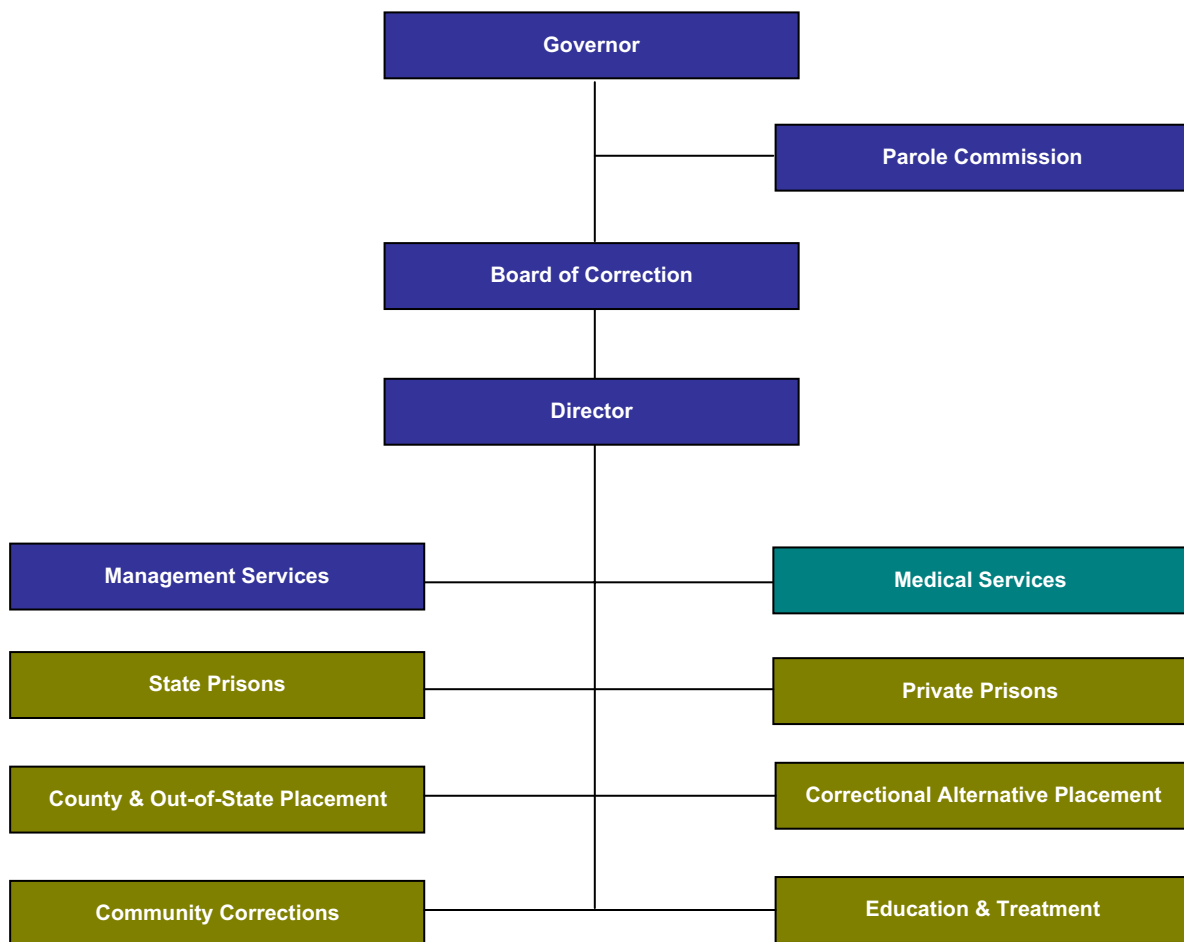 Governor
Parole Commission
Board of Correction
Director
Management Services
Medical Services
State Prisons
Private Prisons
County & Out-of-State Placement
Correctional Alternative Placement
Community Corrections
Education & Treatment